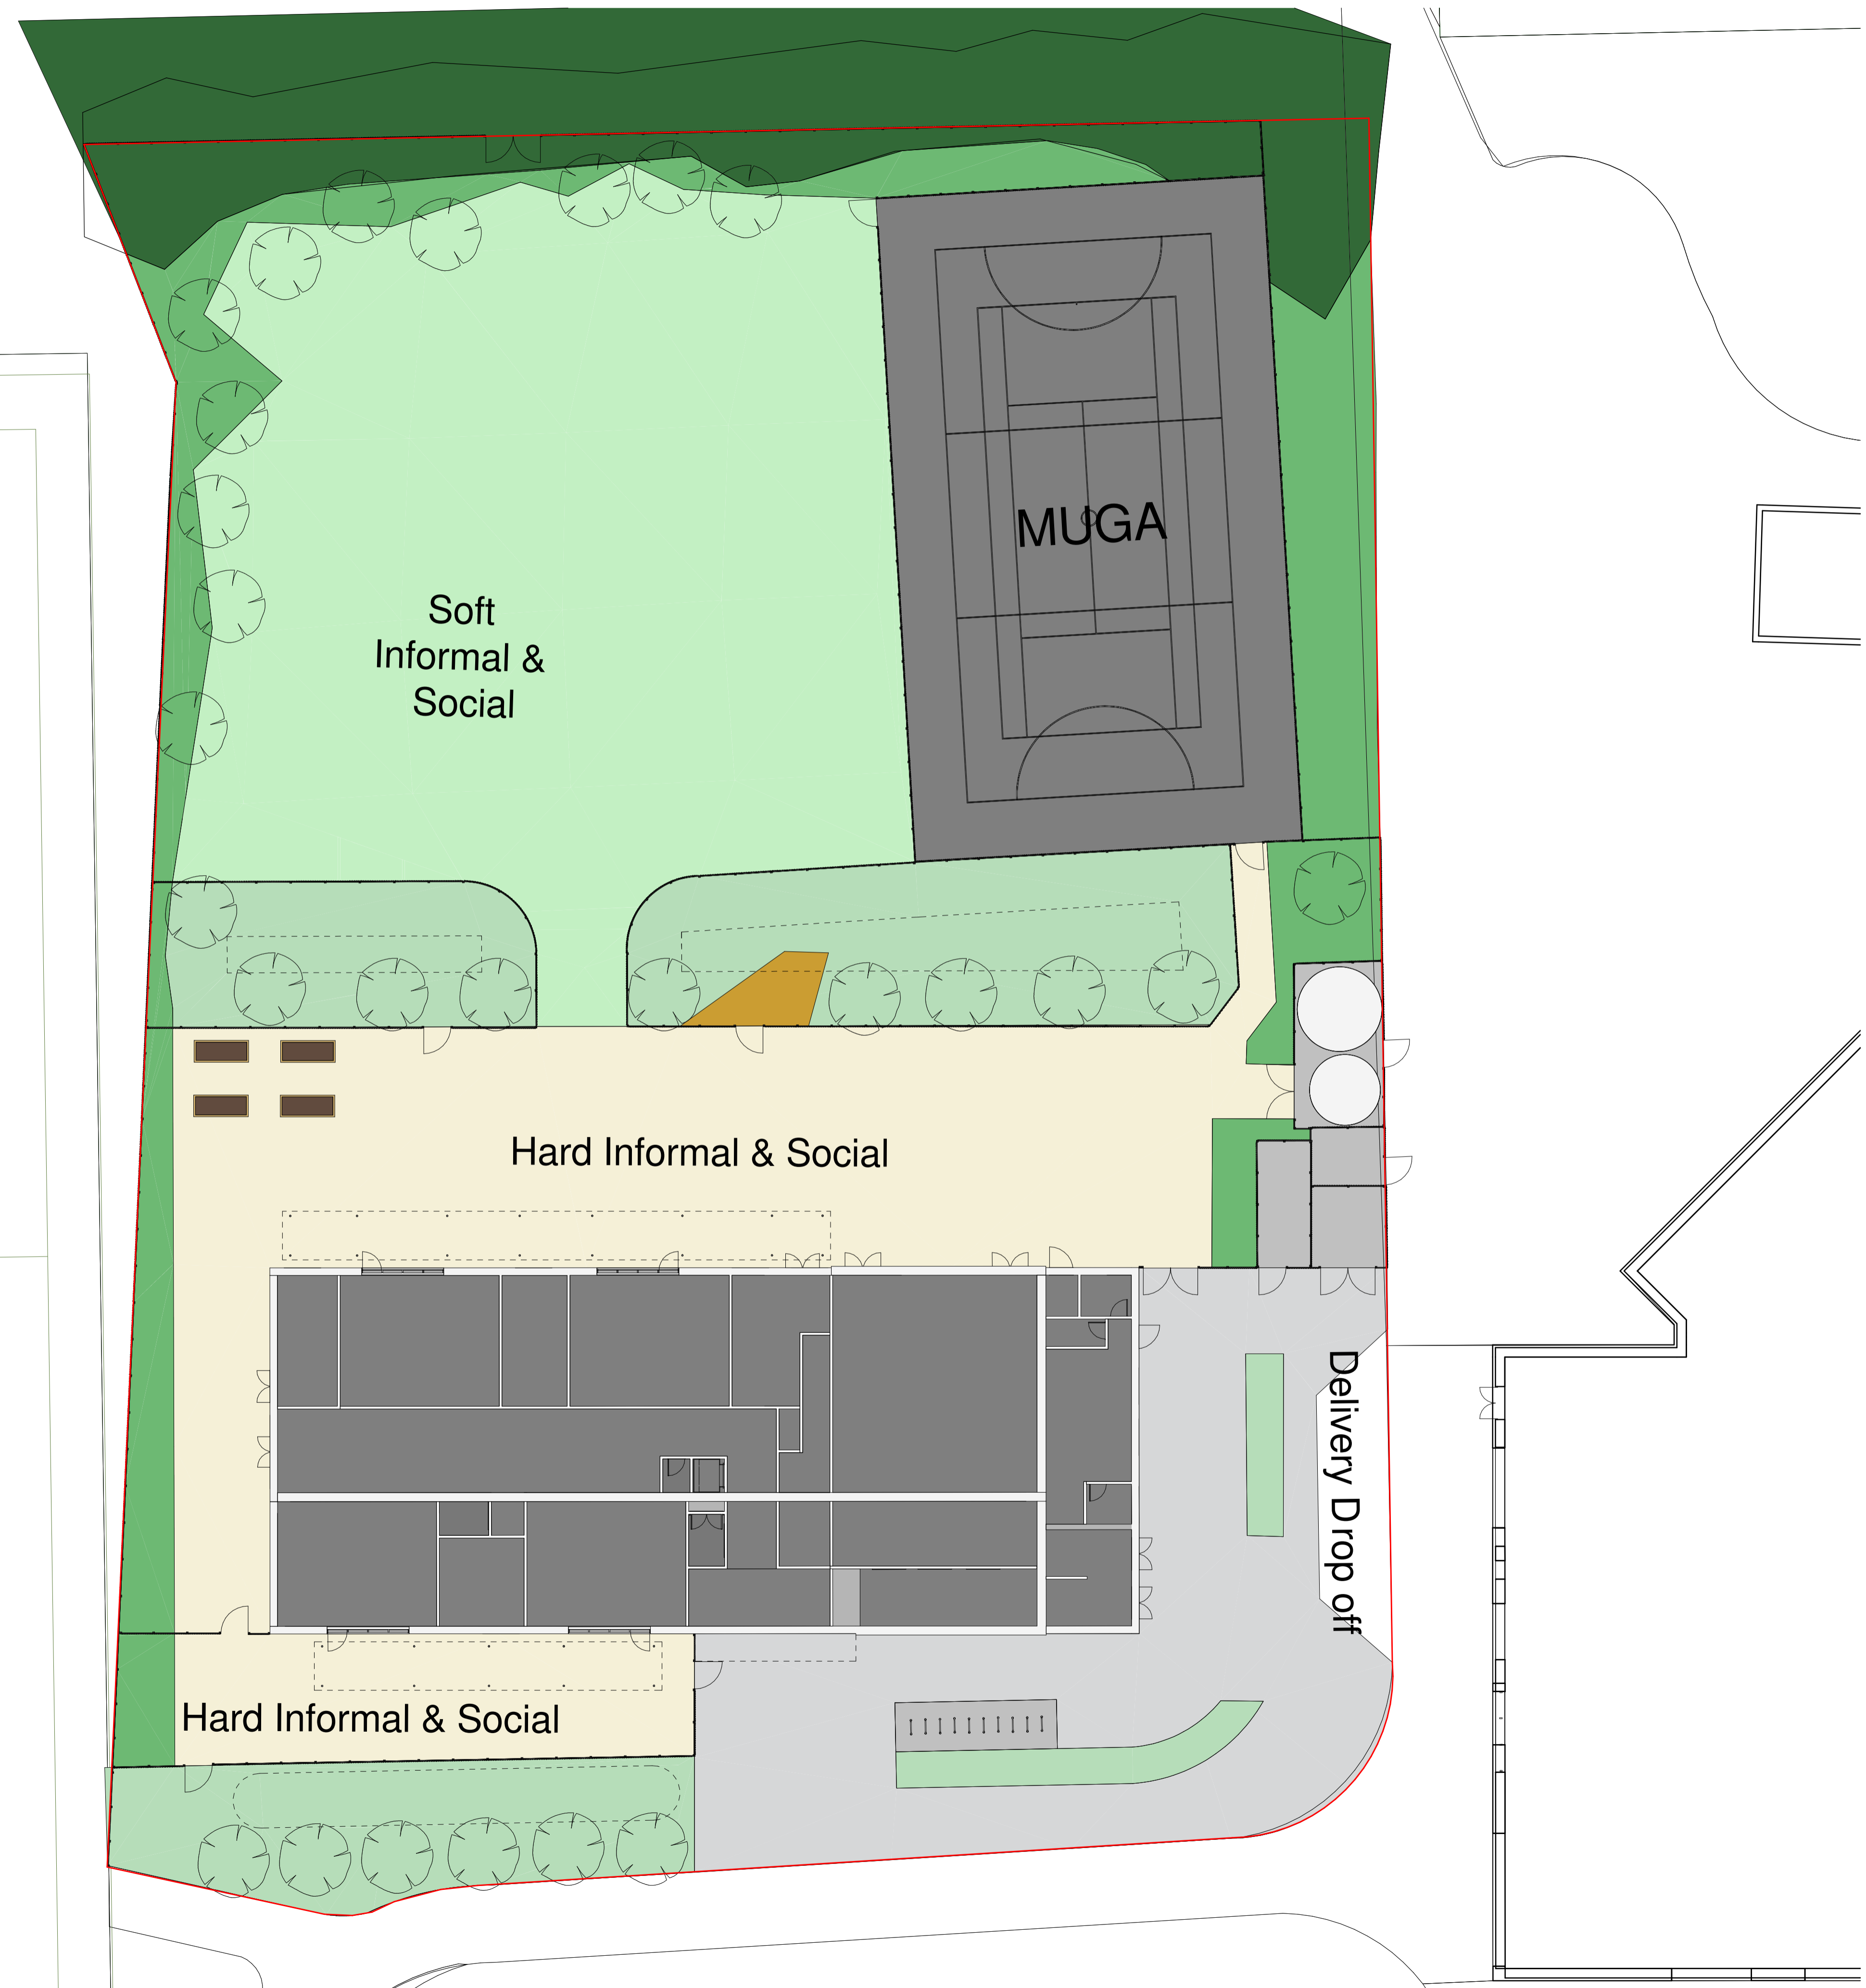 MUGA
Soft
Informal &
Social
Hard Informal & Social
Delivery Drop off
Hard Informal & Social